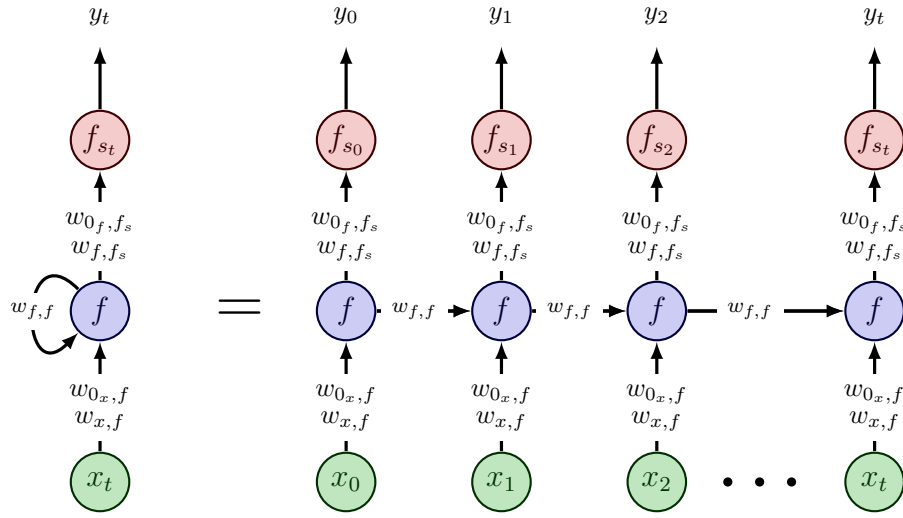 y_t y_0 y_1 y_2 y_t
f_{s_t} f_{s_0} f_{s_1} f_{s_2} f_{s_t}
w_{0_f,f_s} w_{0_f,f_s} w_{0_f,f_s} w_{0_f,f_s} w_{0_f,f_s}
w_{f,f_s} w_{f,f_s} w_{f,f_s} w_{f,f_s} w_{f,f_s}
w_{f,f} f = f w_{f,f} f w_{f,f} f w_{f,f} f
w_{0_x,f} w_{0_x,f} w_{0_x,f} w_{0_x,f} w_{0_x,f}
w_{x,f} w_{x,f} w_{x,f} w_{x,f} w_{x,f}
x_t x_0 x_1 x_2 • • • x_t